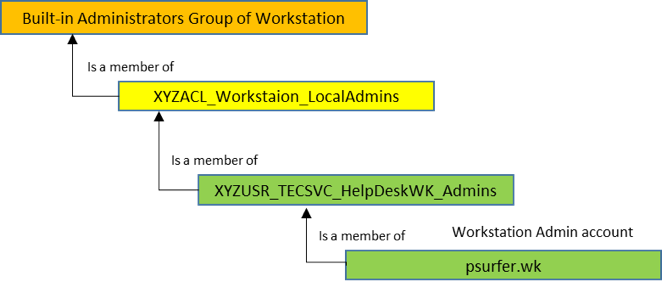 Built-in Administrators Group of Workstation
Is a member of
XYZACL_Workstaion_LocalAdmins
Is a member of
XYZUSR_TECSVC_HelpDeskWK_Admins
Is a member of
Workstation Admin account
psurfer.wk